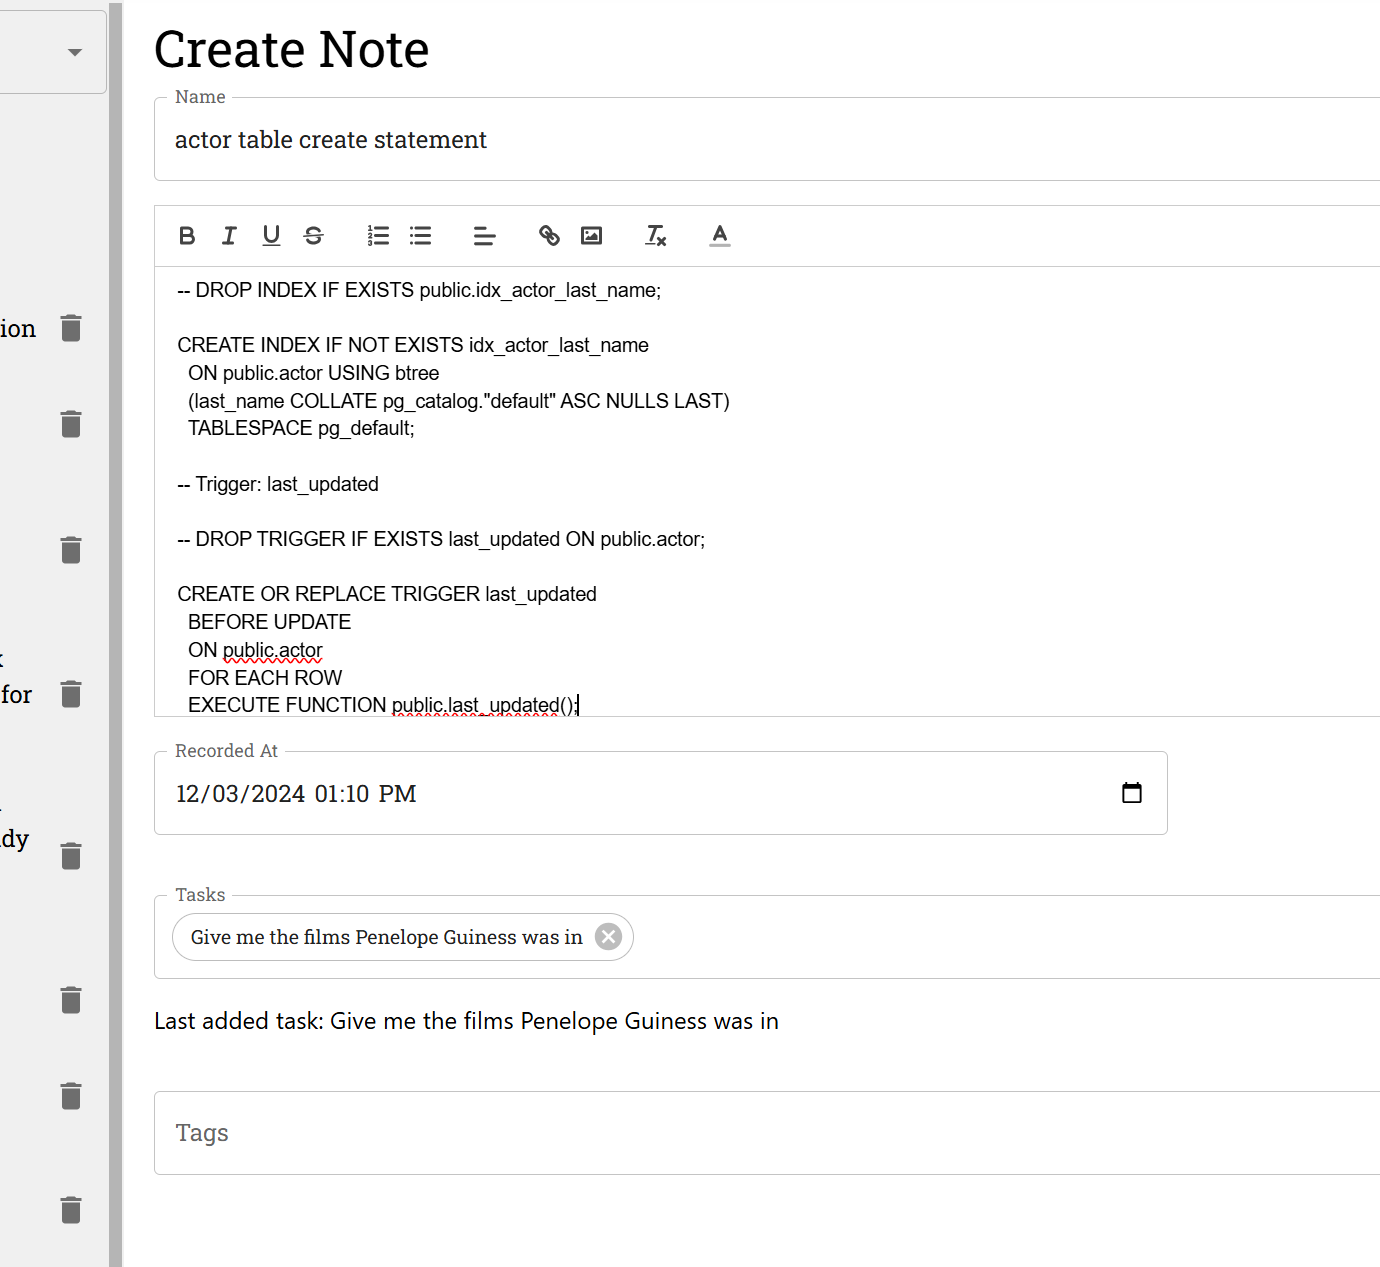 Create Note
Name
actor table create statement
-- DROP INDEX IF EXISTS public.idx_actor_last_name;
CREATE INDEX IF NOT EXISTS idx_actor_last_name
ON public.actor USING btree
(last_name COLLATE pg_catalog."default" ASC NULLS LAST)
TABLESPACE pg_default;
-- Trigger: last_updated
-- DROP TRIGGER IF EXISTS last_updated ON public.actor;
CREATE OR REPLACE TRIGGER last_updated
BEFORE UPDATE
ON public.actor
FOR EACH ROW
EXECUTE FUNCTION public.last_updated();
ion
for
dy
Recorded At
12/03/2024 01:10 PM
Tasks
Give me the films Penelope Guiness was in
Last added task: Give me the films Penelope Guiness was in
Tags